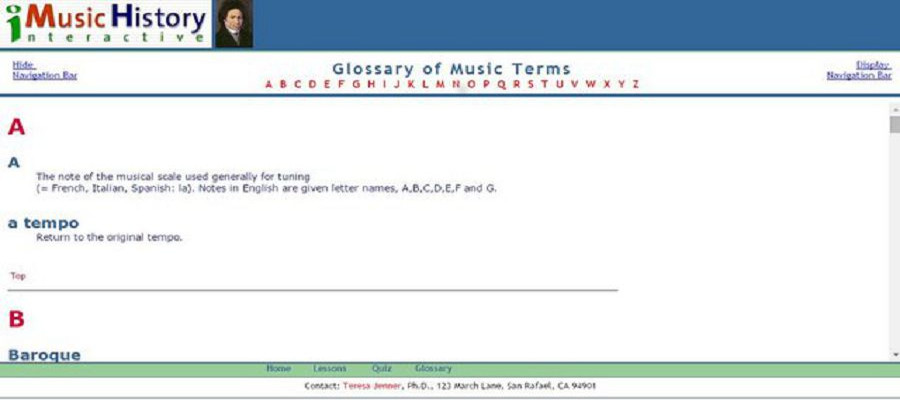 iMusic History
interactive
Hide
Navigation Bar
Glossary of Music Terms
A B C D E F G H I J K L M N O P Q R S T U V W X Y Z
Display
Navigation Bar
A
A
The note of the musical scale used generally for tuning
(= French, Italian, Spanish: la). Notes in English are given letter names, A,B,C,D,E,F and G.
a tempo
Return to the original tempo.
Top
B
Baroque
Home Lessons Quiz Glossary
Contact: Teresa Jenner, Ph.D., 123 March Lane, San Rafael, CA 94901